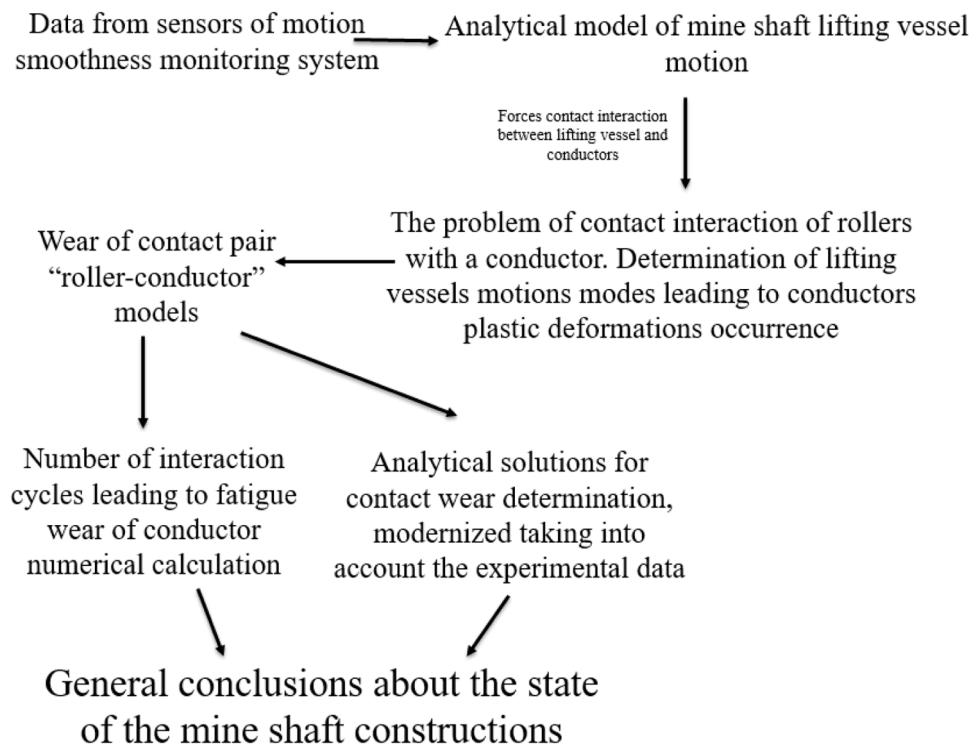 Data from sensors of motion
smoothness monitoring system
Analytical model of mine shaft lifting vessel
motion
Forces contact interaction
between lifting vessel and
conductors
The problem of contact interaction of rollers
with a conductor. Determination of lifting
vessels motions modes leading to conductors
plastic deformations occurrence
Wear of contact pair
“roller-conductor”
models
Number of interaction
cycles leading to fatigue
wear of conductor
numerical calculation
Analytical solutions for
contact wear determination,
modernized taking into
account the experimental data
General conclusions about the state
of the mine shaft constructions